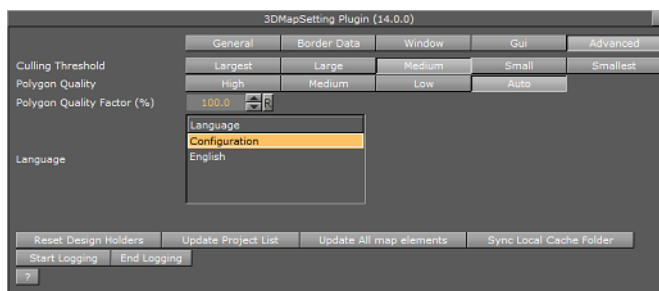 3DMapSetting Plugin (14.0.0)
General Border Data Window Gui Advanced
Culling Threshold Largest Large Medium Small Smallest
Polygon Quality High Medium Low Auto
Polygon Quality Factor (%) 100.0 R
Language
Configuration
Language English
Reset Design Holders Update Project List Update All map elements Sync Local Cache Folder
Start Logging End Logging
?